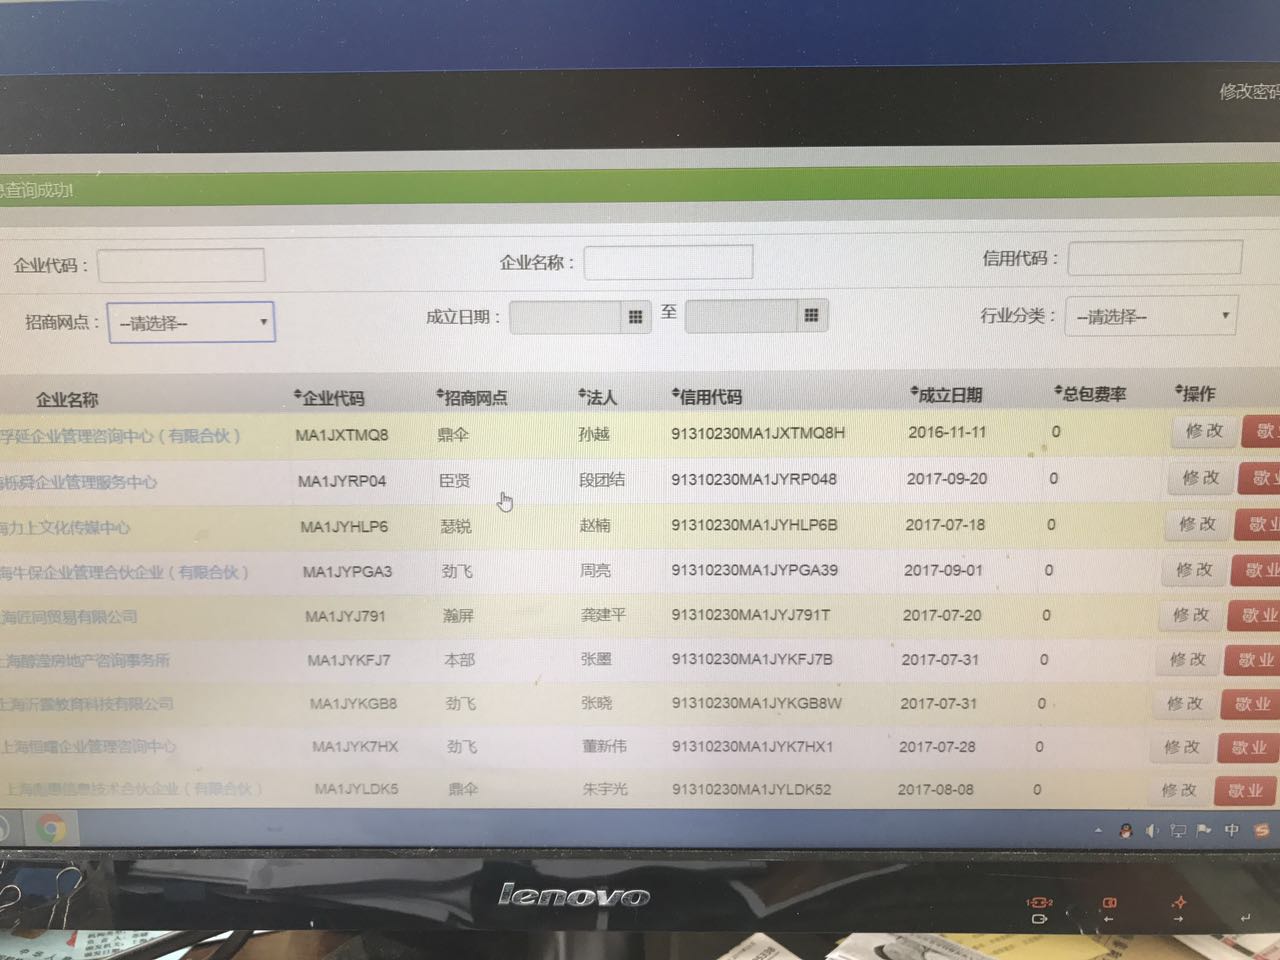 修改密码
查询成功!
企业代码： 企业名称： 信用代码：
招商网点： --请选择-- 成立日期： 至 行业分类： --请选择--
企业名称 企业代码 招商网点 法人 信用代码 成立日期 总包费率 操作
孚延企业管理咨询中心（有限合伙） MA1JXTMQ8 鼎伞 孙越 91310230MA1JXTMQ8H 2016-11-11 0 修改 歇
栎舜企业管理服务中心 MA1JYRP04 臣贤 段团结 91310230MA1JYRP048 2017-09-20 0 修改 歇业
海力上文化传媒中心 MA1JYHLP6 瑟锐 赵楠 91310230MA1JYHLP6B 2017-07-18 0 修改 歇业
海牛保企业管理合伙企业（有限合伙） MA1JYPGA3 劲飞 周亮 91310230MA1JYPGA39 2017-09-01 0 修改 歇业
上海匠网贸易有限公司 MA1JYJ791 瀚屏 龚建平 91310230MA1JYJ791T 2017-07-20 0 修改 歇业
上海醇滢房地产咨询事务所 MA1JYKFJ7 本部 张墨 91310230MA1JYKFJ7B 2017-07-31 0 修改 歇业
上海沂露教育科技有限公司 MA1JYKGB8 劲飞 张晓 91310230MA1JYKGB8W 2017-07-31 0 修改 歇业
上海恒曙企业管理咨询中心 MA1JYK7HX 劲飞 董新伟 91310230MA1JYK7HX1 2017-07-28 0 修改 歇业
上海 信息技术合伙企业（有限合伙） MA1JYLDK5 鼎伞 朱宇光 91310230MA1JYLDK52 2017-08-08 0 修改 歇业
中
lenovo